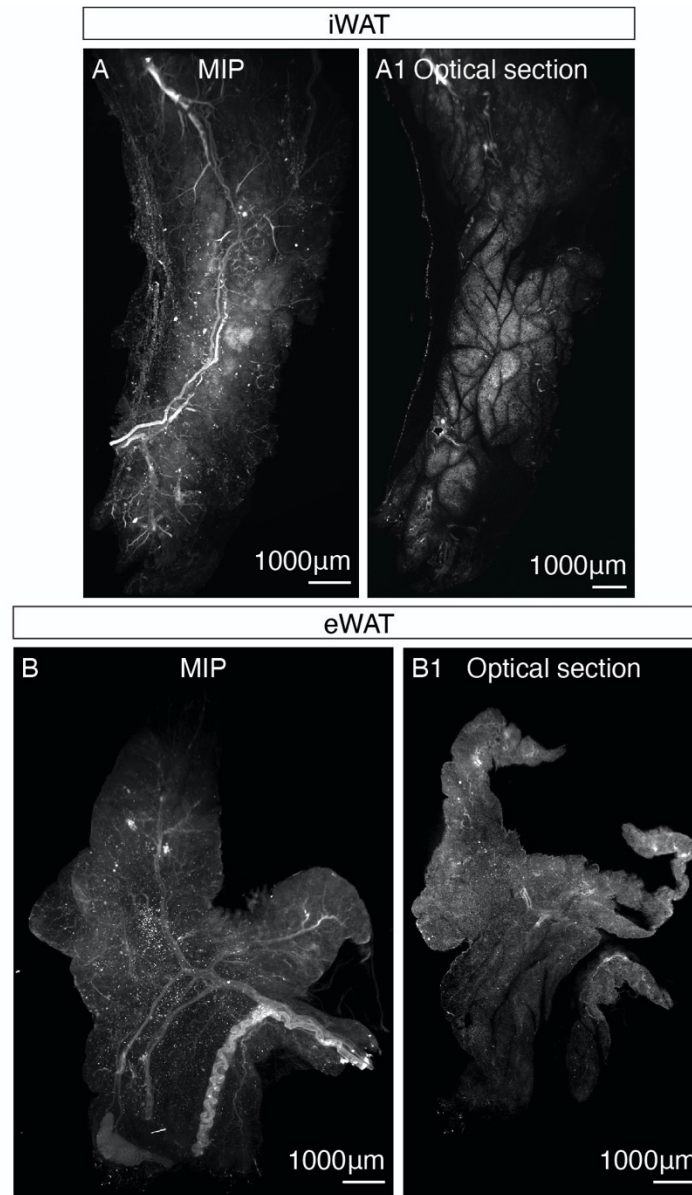 iWAT
A MIP
A1 Optical section
1000μm
1000μm
eWAT
B MIP
B1 Optical section
1000μm
1000μm